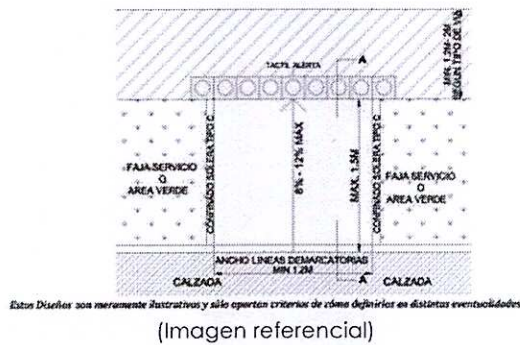 TACTIL ALERTA
A
MIN. 1.2M - 2M
SEGUN TIPO DE VIA
CONFINADO SOLERA TIPO C
8% - 12% MAX
MAX. 1.5M
CONFINADO SOLERA TIPO C
FAJA SERVICIO
O
AREA VERDE
FAJA SERVICIO
O
AREA VERDE
ANCHO LINEAS DEMARCATORIAS
MIN 1.2M
A
CALZADA
CALZADA
Estos Diseños son meramente ilustrativos y sólo aportan criterios de cómo definirlos en distintas eventualidades
(Imagen referencial)